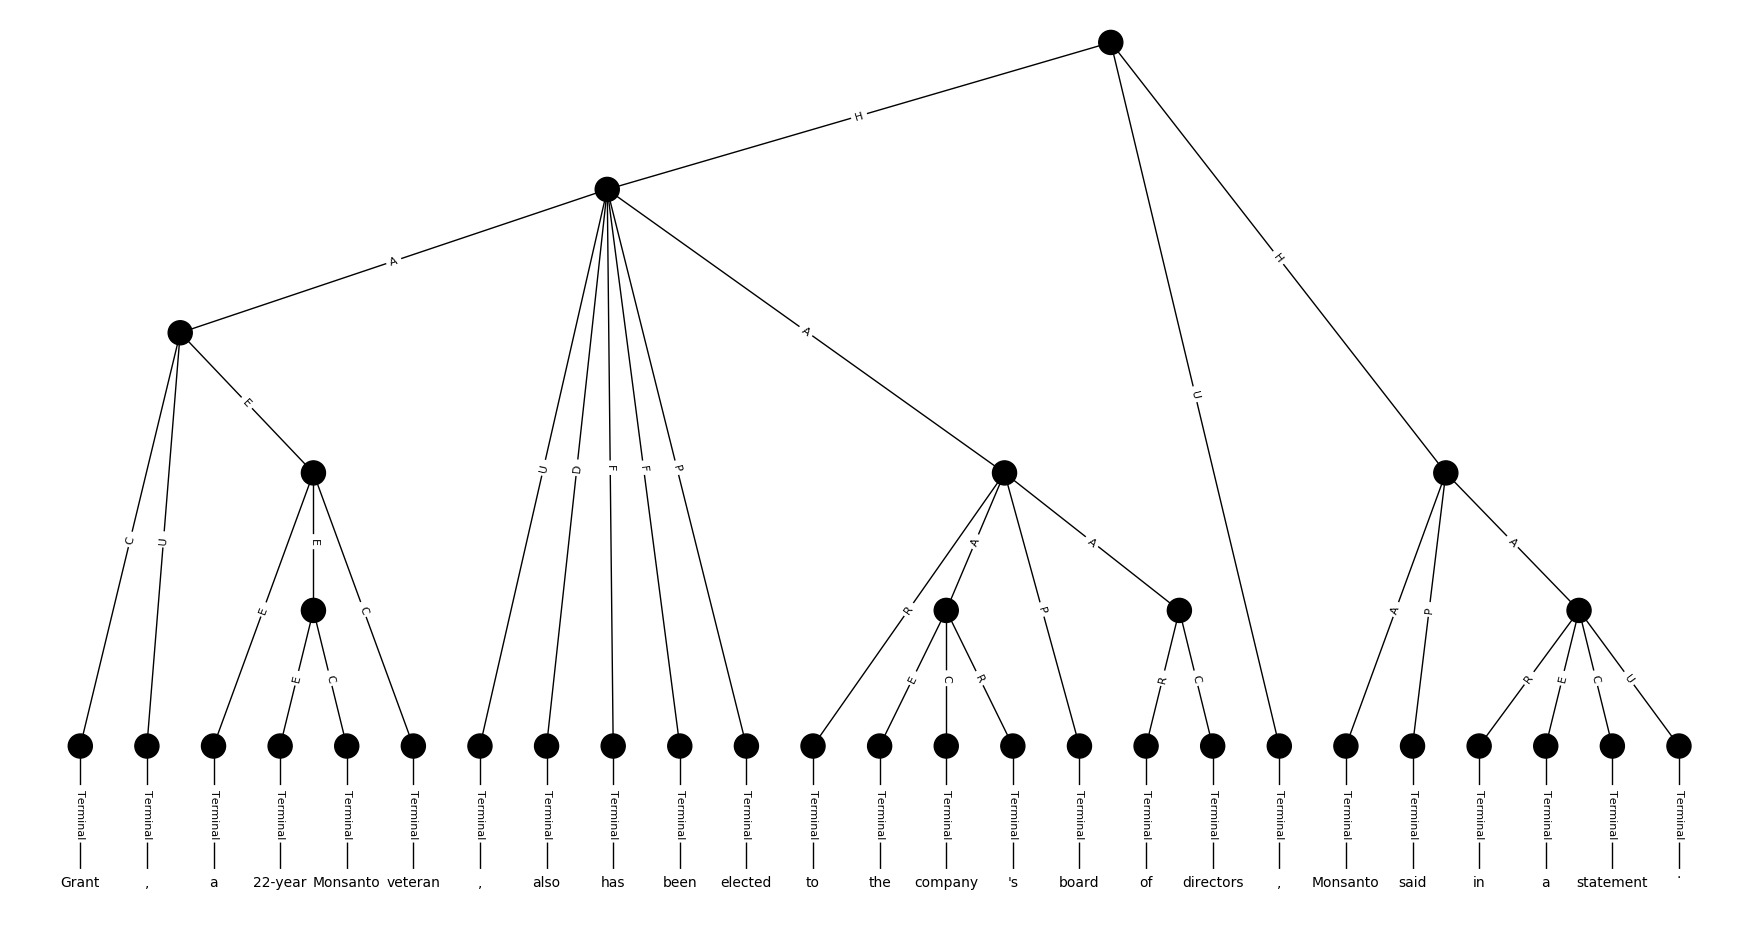 H
A
A
H
E
U
U D F F P
C U E R A P A A P A
E C
E C E C R R C R E C U
Terminal Terminal Terminal Terminal Terminal Terminal Terminal Terminal Terminal Terminal Terminal Terminal Terminal Terminal Terminal Terminal Terminal Terminal Terminal Terminal Terminal Terminal Terminal Terminal Terminal
Grant , a 22-year Monsanto veteran , also has been elected to the company 's board of directors , Monsanto said in a statement .